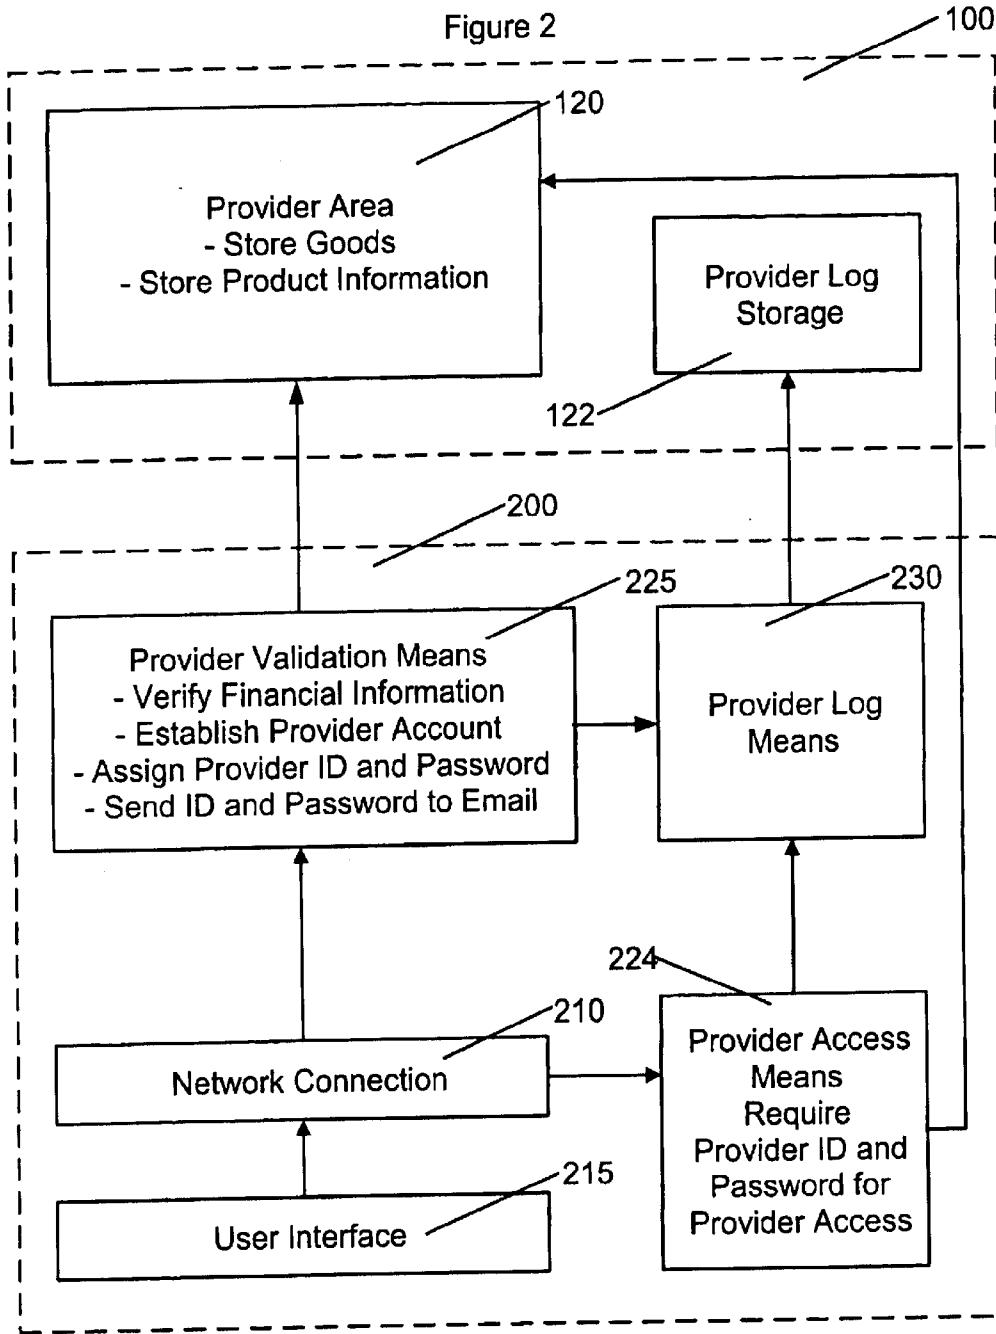 Figure 2
100
120
Provider Area
- Store Goods
- Store Product Information
Provider Log
Storage
122
200
225
230
Provider Validation Means
- Verify Financial Information
- Establish Provider Account
- Assign Provider ID and Password
- Send ID and Password to Email
Provider Log
Means
224
210
Network Connection
Provider Access
Means
Require
Provider ID and
Password for
Provider Access
215
User Interface